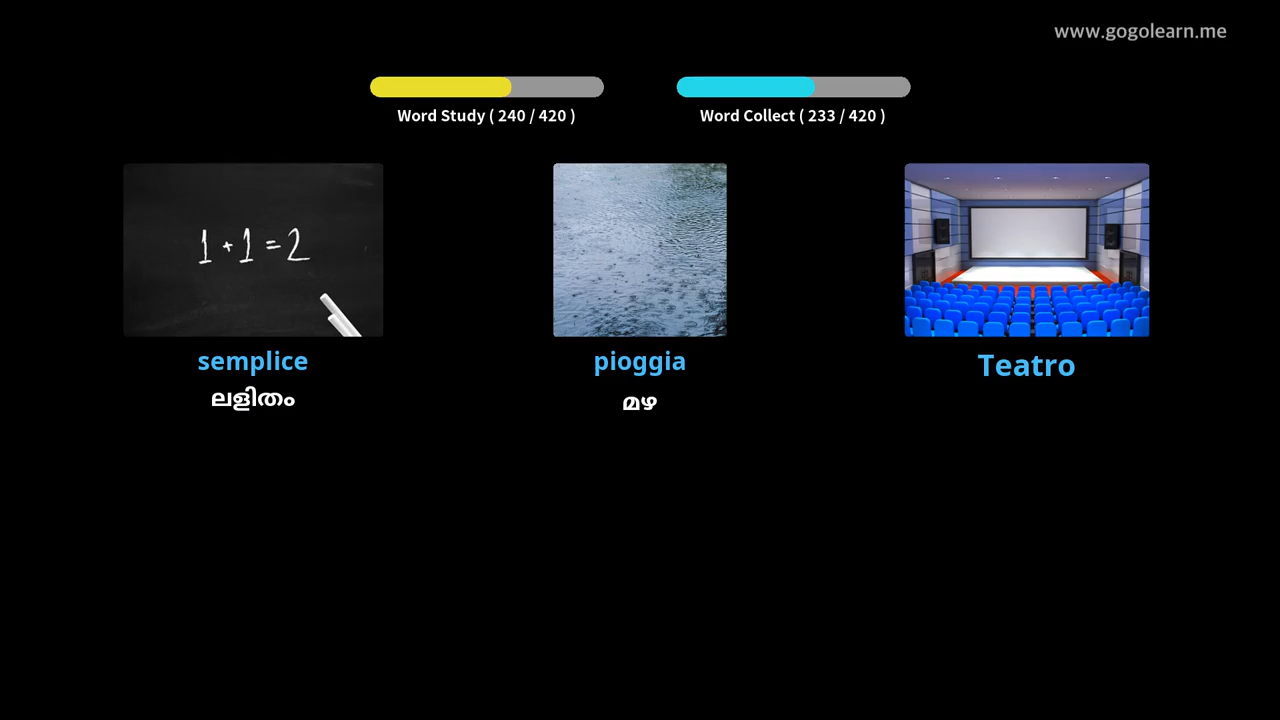 www.gogolearn.me
Word Study ( 240 / 420 )
Word Collect ( 233 / 420 )
1 + 1 = 2
semplice
ലളിതം
pioggia
മഴ
Teatro